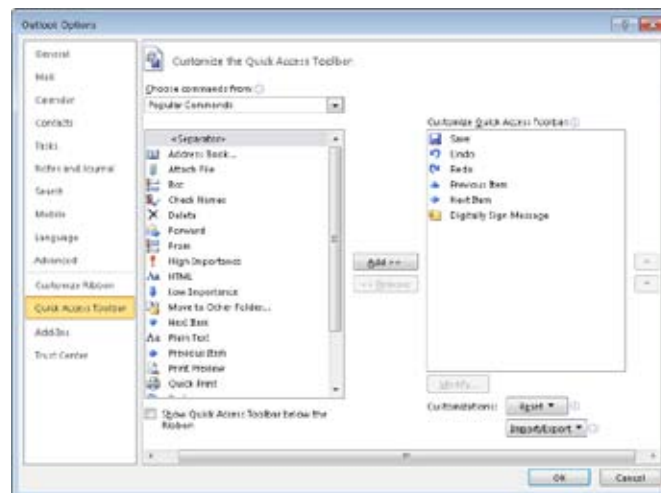 Outlook Options
General
Mail
Calendar
Contacts
Tasks
Notes and Journal
Search
Mobile
Language
Advanced
Customize Ribbon
Quick Access Toolbar
Add-Ins
Trust Center
Customize the Quick Access Toolbar.
Choose commands from:
Popular Commands
<Separator>
Address Book...
Attach File
Bcc
Check Names
Delete
Forward
From
High Importance
HTML
Low Importance
Move to Other Folder...
Next Item
Plain Text
Previous Item
Print Preview
Quick Print
Show Quick Access Toolbar below the
Ribbon
Add >>
<< Remove
Customize Quick Access Toolbar:
Save
Undo
Redo
Previous Item
Next Item
Digitally Sign Message
Modify...
Customizations:
Reset
Import/Export
OK
Cancel